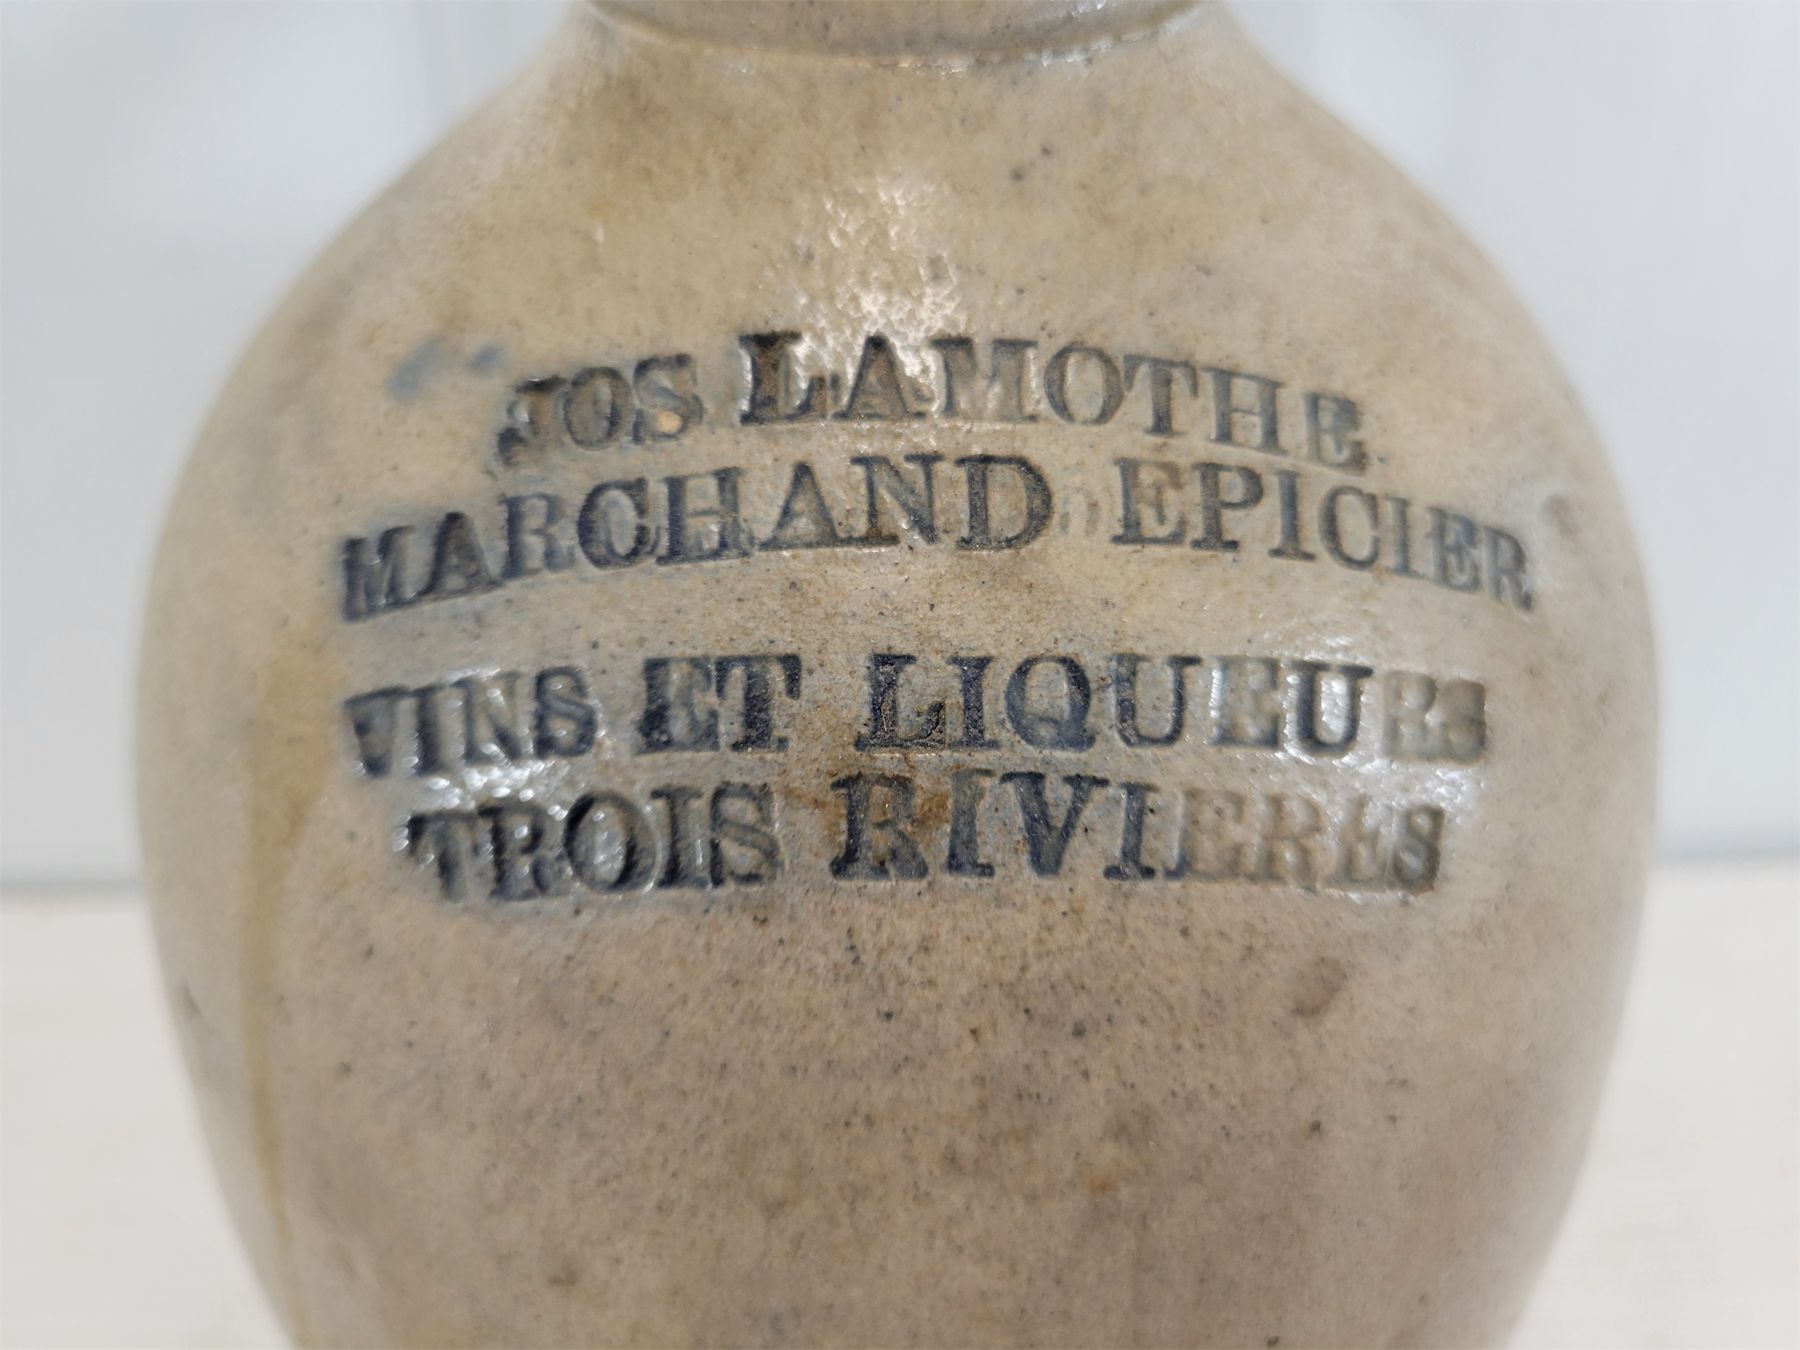 JOS LAMOTHE
MARCHAND EPICIER
VINS ET LIQUEURS
TROIS RIVIERES